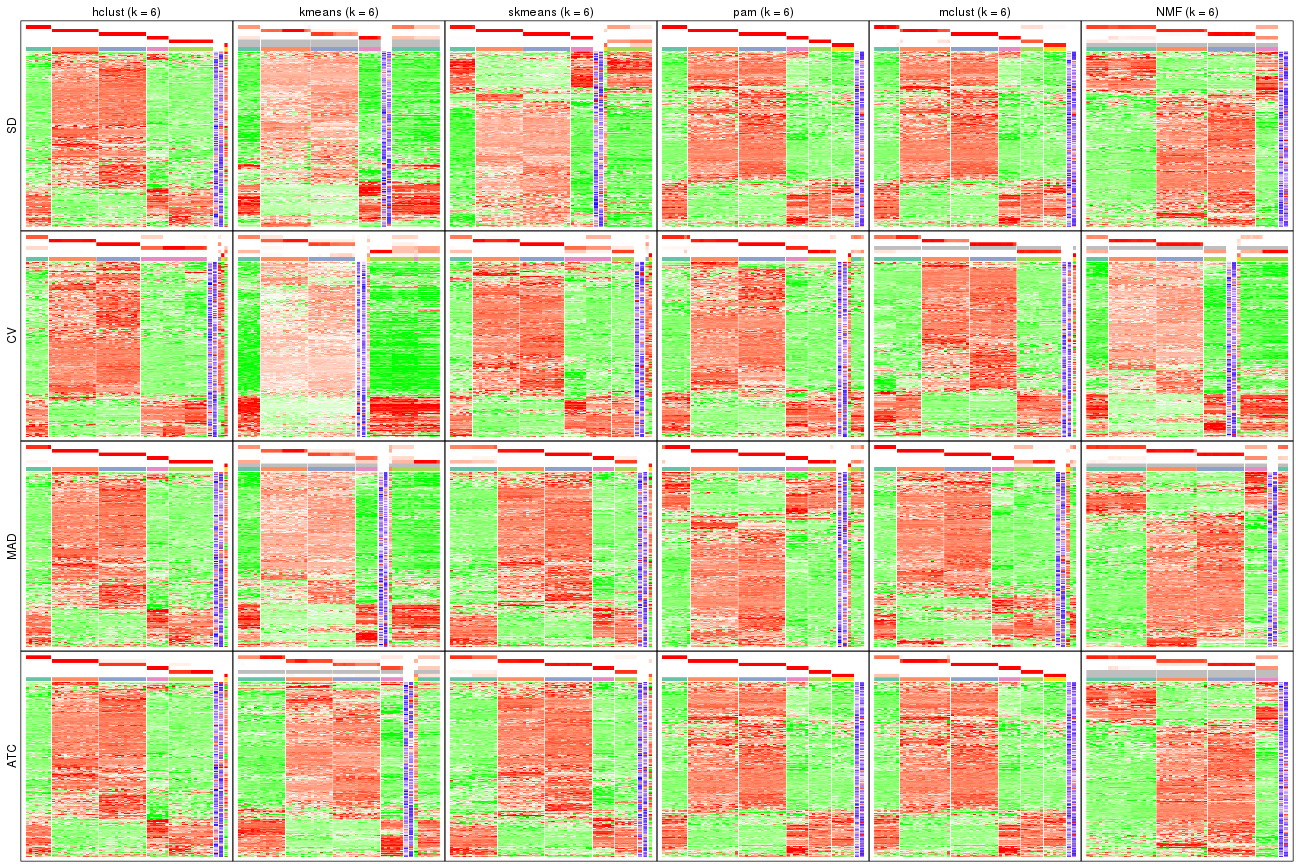 hclust (k = 6) kmeans (k = 6) skmeans (k = 6) pam (k = 6) mclust (k = 6) NMF (k = 6)
SD
CV
MAD
ATC